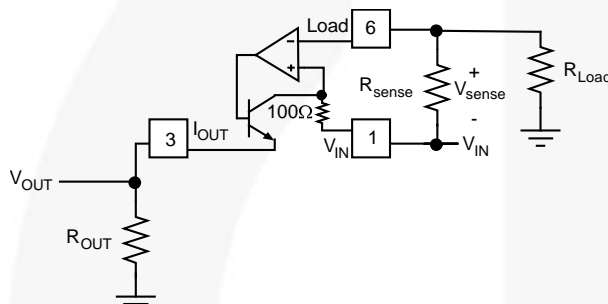 Load 6
- +
R_sense + V_sense - R_Load
100Ω
3 I_OUT
V_IN 1 V_IN
V_OUT
R_OUT